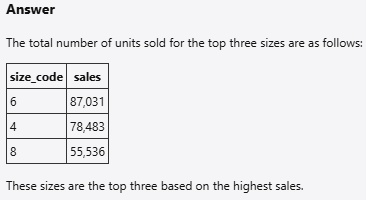 Answer
The total number of units sold for the top three sizes are as follows:
size_code sales
6 87,031
4 78,483
8 55,536
These sizes are the top three based on the highest sales.